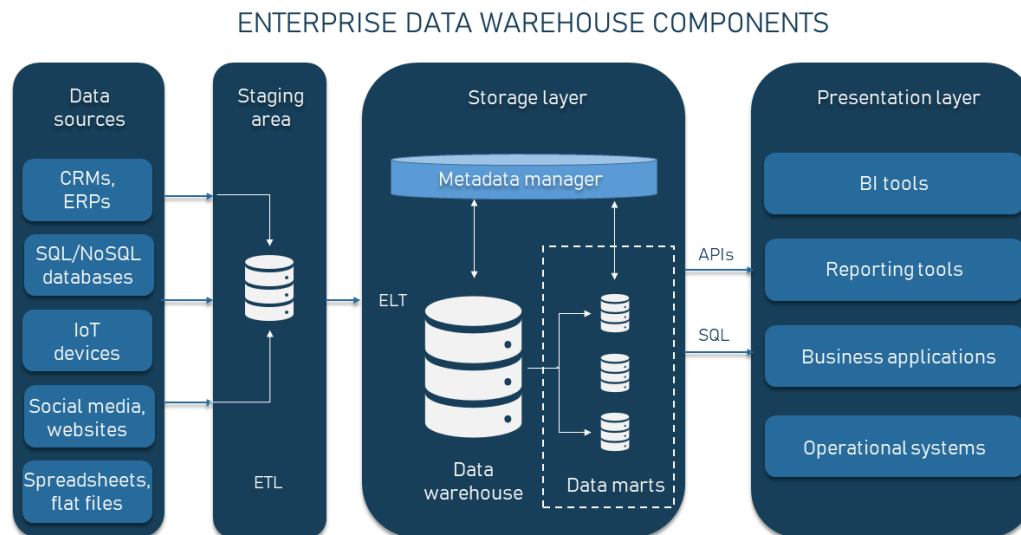 ENTERPRISE DATA WAREHOUSE COMPONENTS
Data
sources
CRMs,
ERPs
SQL/NoSQL
databases
IoT
devices
Social media,
websites
Spreadsheets,
flat files
Staging
area
ETL
Storage layer
Metadata manager
ELT
Data
warehouse
Data marts
APIs
SQL
Presentation layer
BI tools
Reporting tools
Business applications
Operational systems